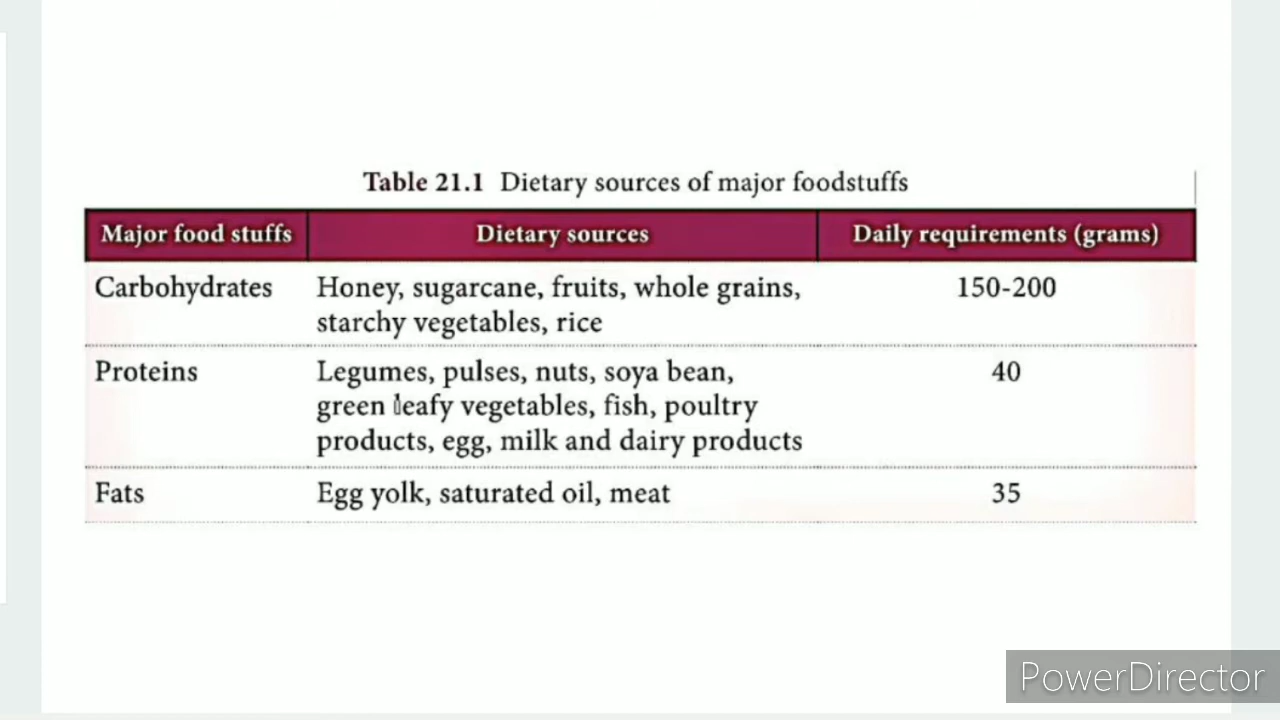 Table 21.1 Dietary sources of major foodstuffs
Major food stuffs Dietary sources Daily requirements (grams)
Carbohydrates Honey, sugarcane, fruits, whole grains, 150-200
starchy vegetables, rice
Proteins Legumes, pulses, nuts, soya bean, 40
green leafy vegetables, fish, poultry
products, egg, milk and dairy products
Fats Egg yolk, saturated oil, meat 35
PowerDirector